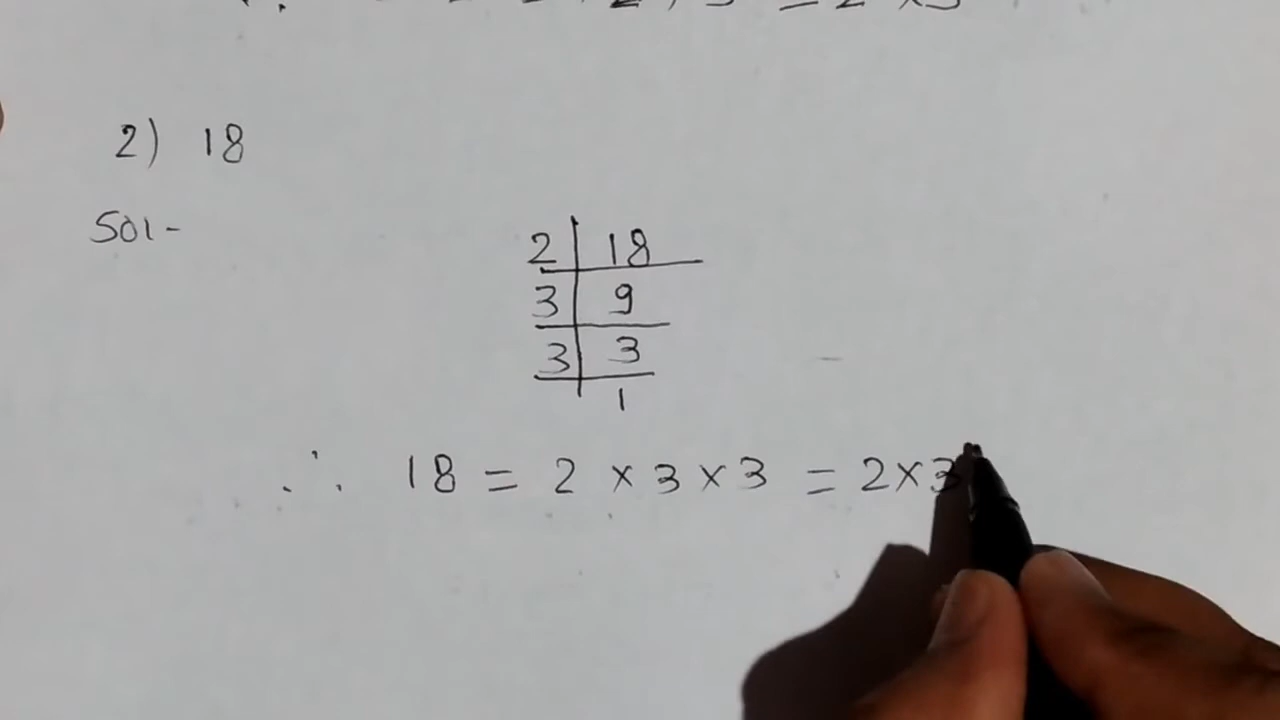 2) 18
Sol-
2 | 18
3 | 9
3 | 3
1
∴ 18 = 2 × 3 × 3 = 2×3